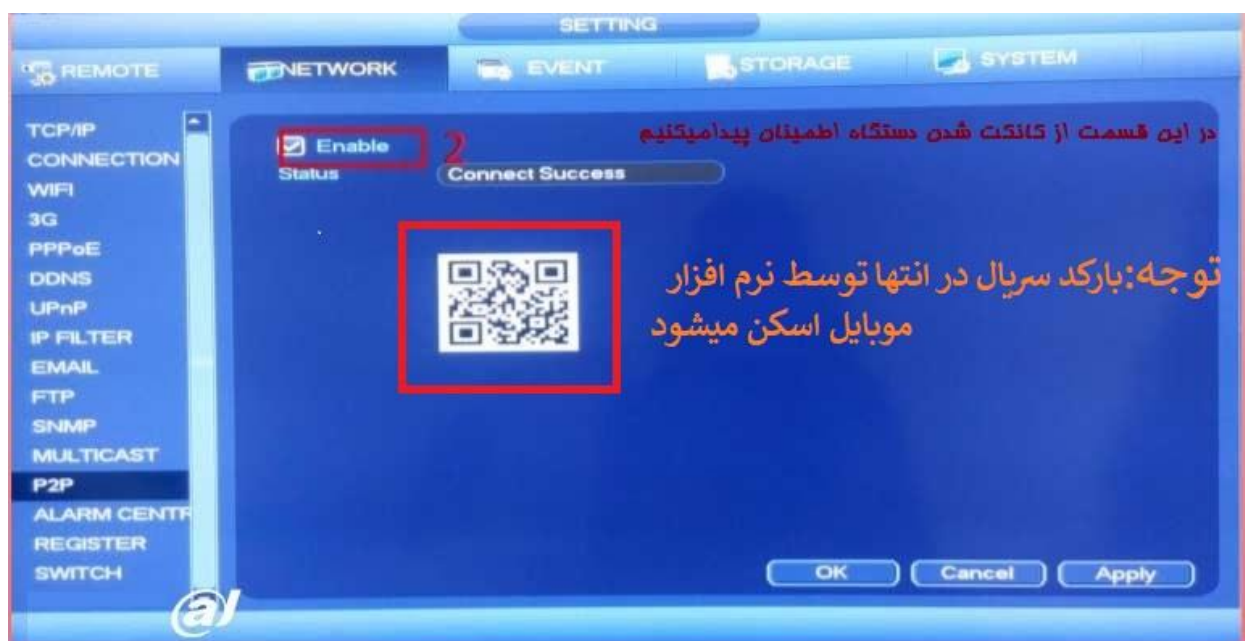 SETTING
REMOTE
NETWORK
EVENT
STORAGE
SYSTEM
TCP/IP
CONNECTION
WIFI
3G
PPPoE
DDNS
UPnP
IP FILTER
EMAIL
FTP
SNMP
MULTICAST
P2P
ALARM CENTR
REGISTER
SWITCH
Enable
2
در این قسمت از کانکت شدن دستگاه اطمینان پیدامیکنیم
Status
Connect Success
توجه:بارکد سریال در انتها توسط نرم افزار
موبایل اسکن میشود
OK
Cancel
Apply